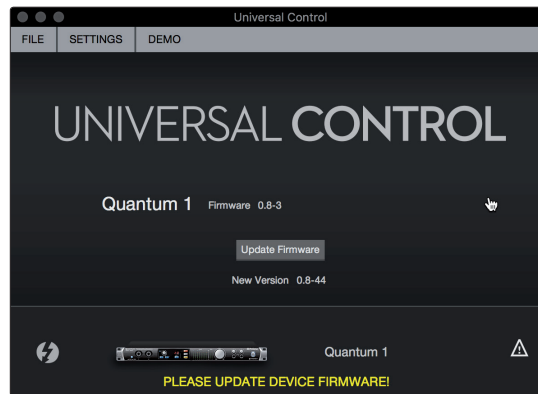 Universal Control
FILE SETTINGS DEMO
UNIVERSAL CONTROL
Quantum 1 Firmware 0.8-3
Update Firmware
New Version 0.8-44
Quantum 1
PLEASE UPDATE DEVICE FIRMWARE!